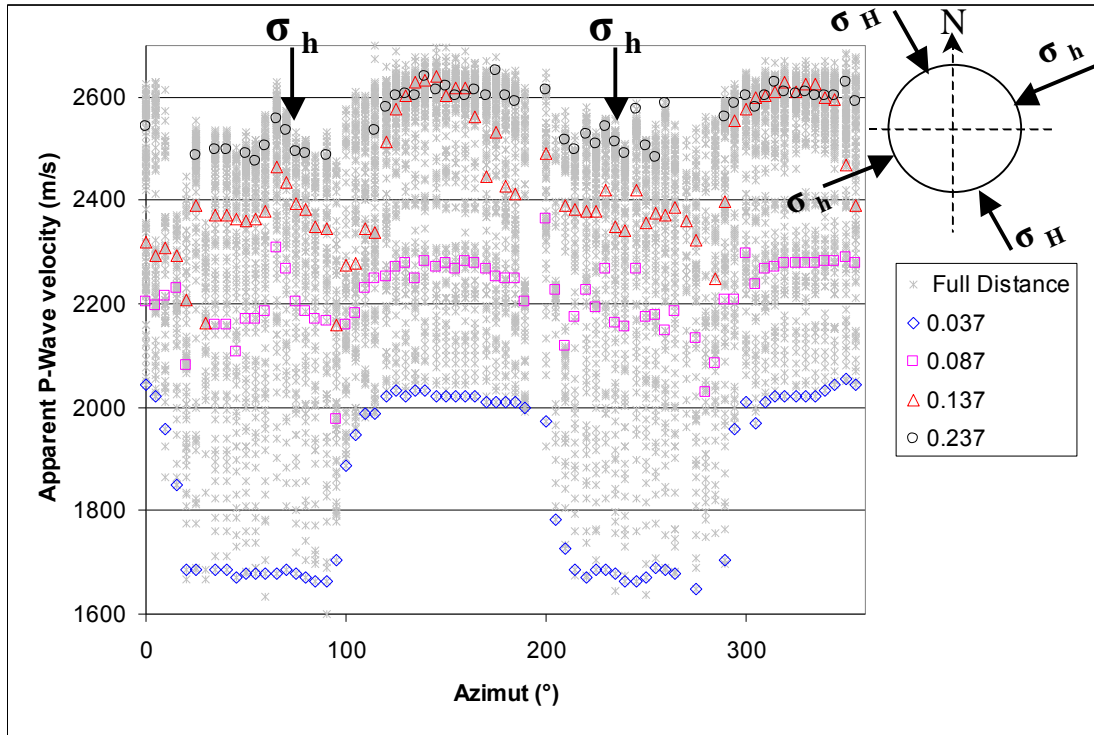 σ h
σ h
σ H
N
σ h
σ h
σ H
2600
2400
2200
2000
1800
1600
0
100
200
300
Apparent P-Wave velocity (m/s)
Azimut (°)
Full Distance
0.037
0.087
0.137
0.237